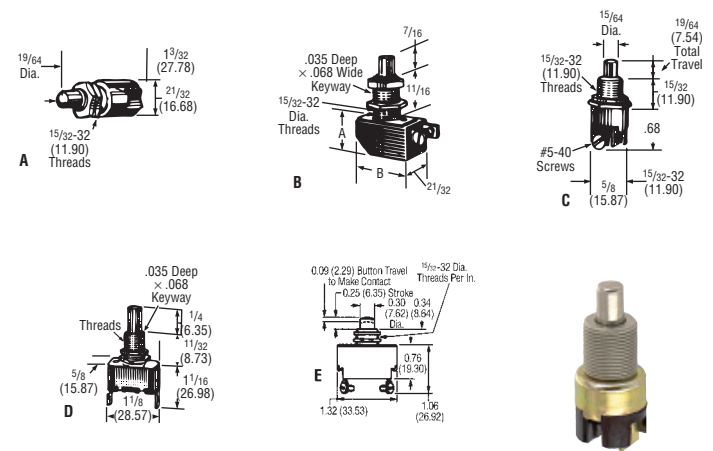 19/64
Dia.
1 3/32
(27.78)
21/32
(16.68)
15/32-32
(11.90)
Threads
A
7/16
.035 Deep
× .068 Wide
Keyway
11/16
15/32-32
Dia.
Threads
A
B
21/32
B
15/64
Dia.
19/64
(7.54)
Total
Travel
15/32-32
(11.90)
Threads
15/32
(11.90)
.68
#5-40
Screws
5/8
(15.87)
15/32-32
(11.90)
C
.035 Deep
× .068
Keyway
Threads
1/4
(6.35)
11/32
(8.73)
5/8
(15.87)
1 1/16
(26.98)
1 1/8
(28.57)
D
0.09 (2.29) Button Travel
to Make Contact
0.25 (6.35) Stroke
15/32-32 Dia.
Threads Per In.
0.30
(7.62)
Dia.
0.34
(8.64)
0.76
(19.30)
E
1.32 (33.53)
1.06
(26.92)